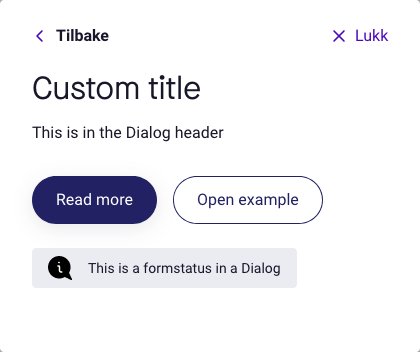 Tilbake
Lukk
Custom title
This is in the Dialog header
Read more
Open example
This is a formstatus in a Dialog